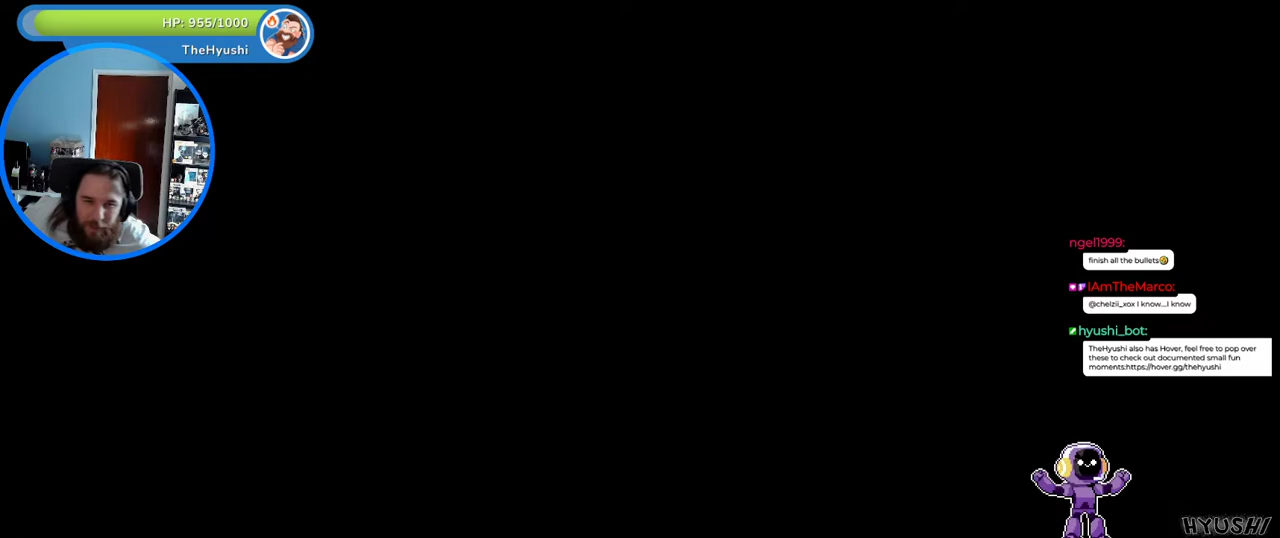 HP: 955/1000
TheHyushi
ngel1999:
finish all the bullets🤣
IAmTheMarco:
@chelzii_xox I know....I know
hyushi_bot:
TheHyushi also has Hover, feel free to pop over
these to check out documented small fun
moments:https://hover.gg/thehyushi
HYUSHI